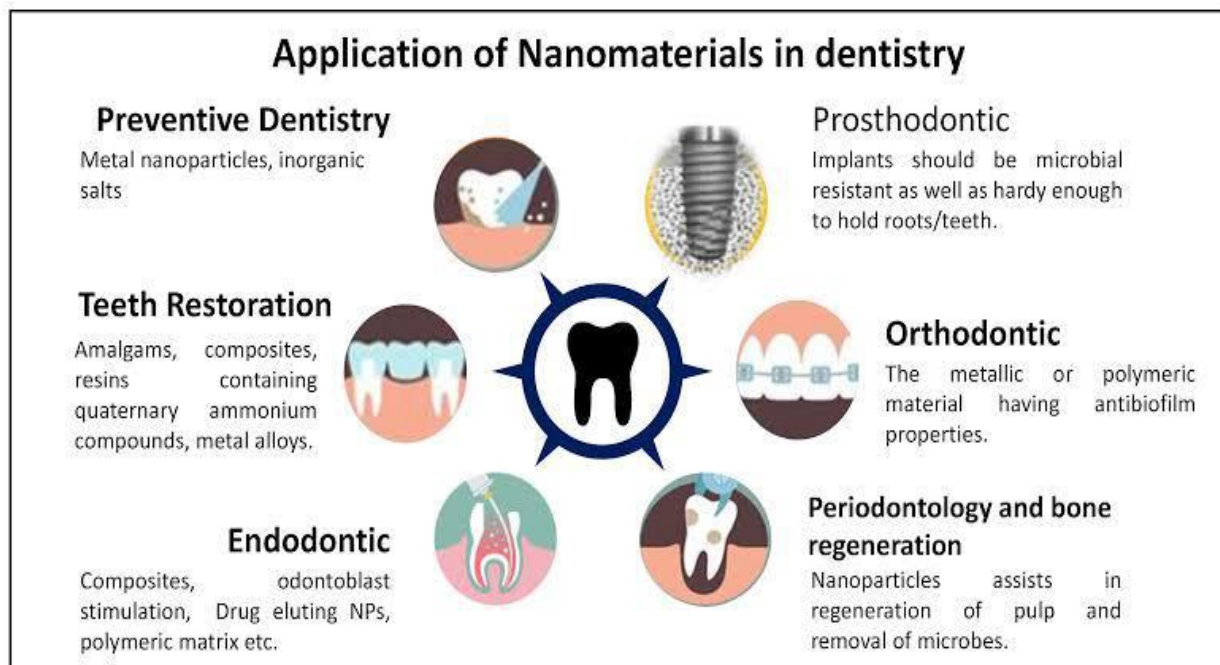 Application of Nanomaterials in dentistry
Preventive Dentistry
Metal nanoparticles, inorganic
salts
Prosthodontic
Implants should be microbial
resistant as well as hardy enough
to hold roots/teeth.
Teeth Restoration
Amalgams, composites,
resins containing
quaternary ammonium
compounds, metal alloys.
Orthodontic
The metallic or polymeric
material having antibiofilm
properties.
Endodontic
Composites, odontoblast
stimulation, Drug eluting NPs,
polymeric matrix etc.
Periodontology and bone
regeneration
Nanoparticles assists in
regeneration of pulp and
removal of microbes.